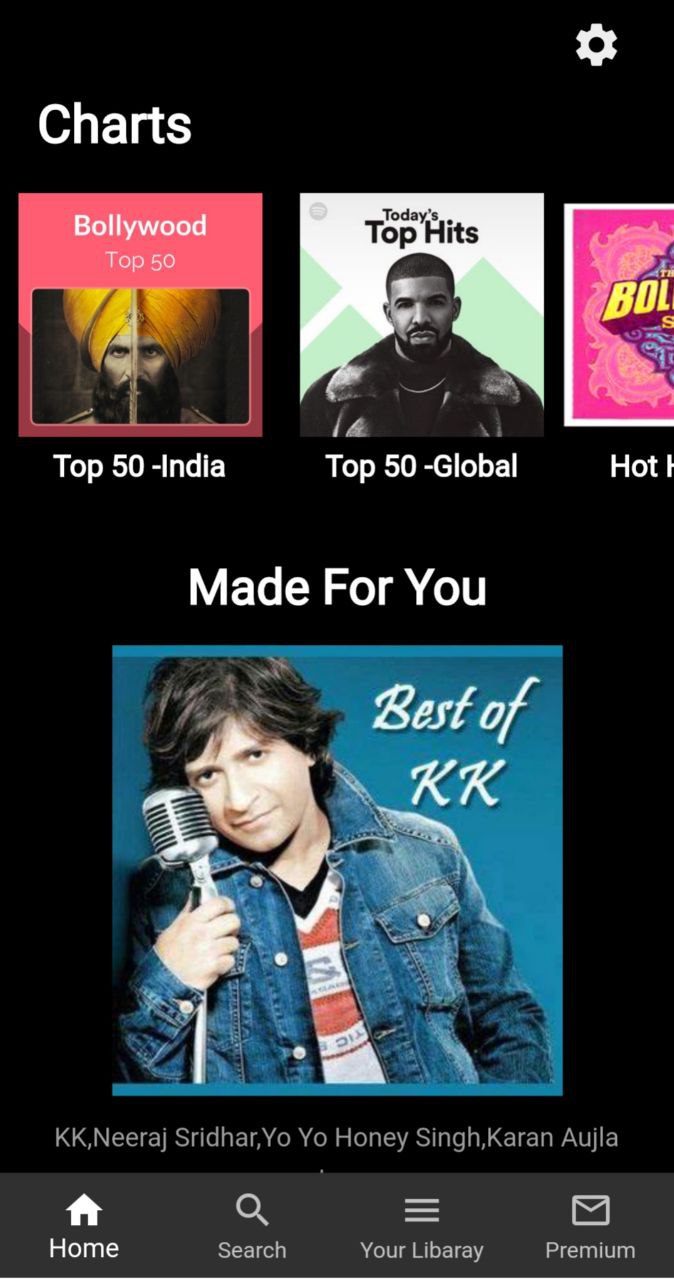 Charts
Bollywood
Top 50
Today's
Top Hits
Top 50 -India
Top 50 -Global
Made For You
Best of
KK
KK,Neeraj Sridhar,Yo Yo Honey Singh,Karan Aujla
Home
Search
Your Libaray
Premium